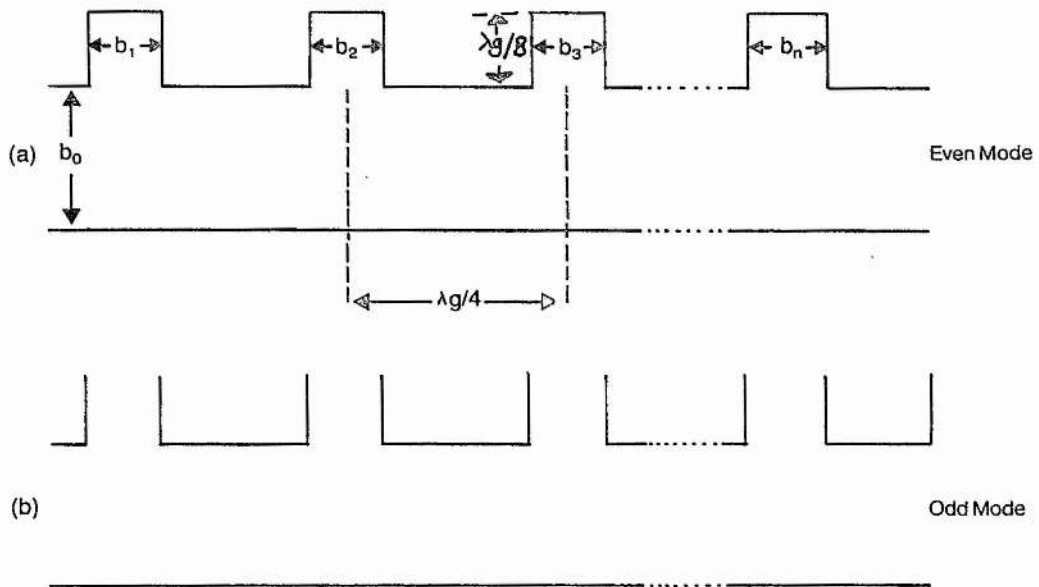 b₁ b₂ λg/8 b₃ bₙ
(a) b₀ Even Mode
λg/4
(b) Odd Mode